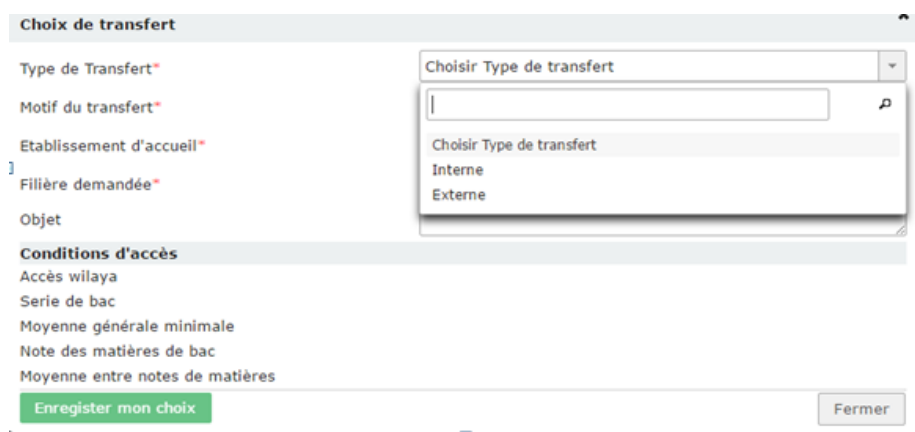 Choix de transfert
Type de Transfert* Choisir Type de transfert
Motif du transfert*
Etablissement d'accueil* Choisir Type de transfert
Interne
Filière demandée*
Externe
Objet
Conditions d'accès
Accès wilaya
Serie de bac
Moyenne générale minimale
Note des matières de bac
Moyenne entre notes de matières
Enregister mon choix Fermer